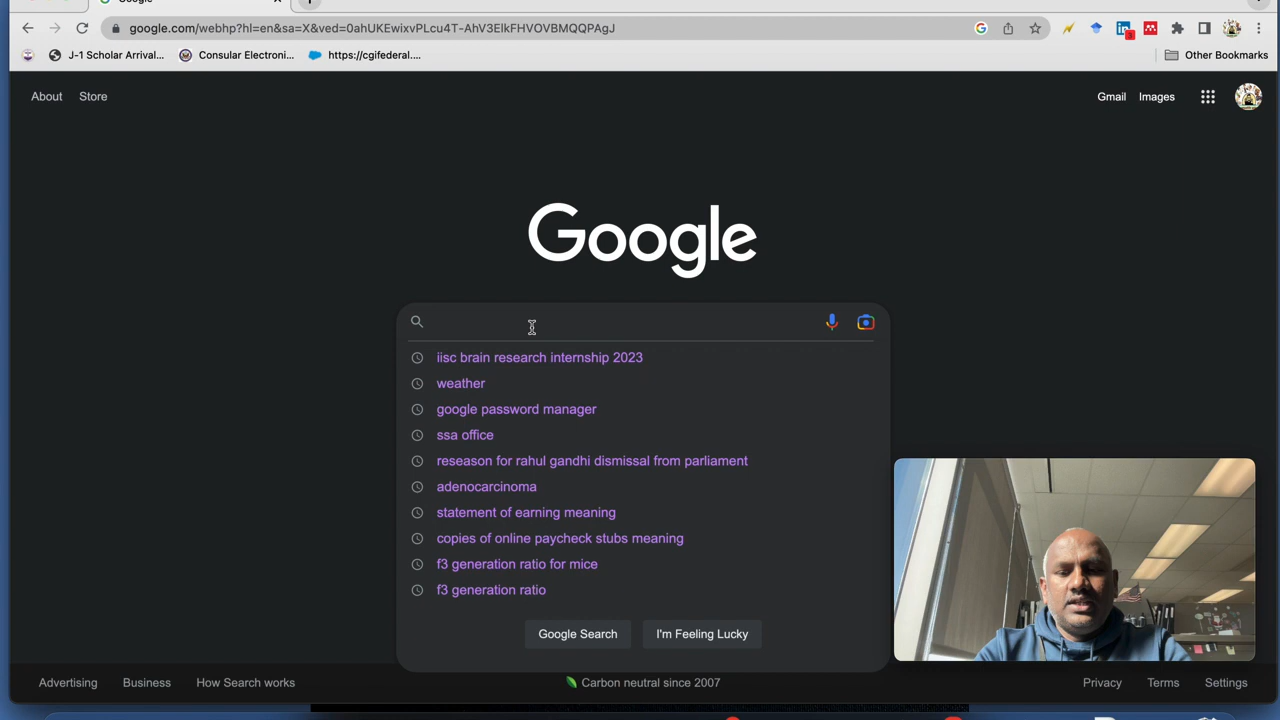 Google
google.com/webhp?hl=en&sa=X&ved=0ahUKEwixvPLcu4T-AhV3ElkFHVOVBMQQPAgJ
J-1 Scholar Arrival... Consular Electroni... https://cgifederal.... Other Bookmarks
About Store Gmail Images
Google
iisc brain research internship 2023
weather
google password manager
ssa office
reseason for rahul gandhi dismissal from parliament
adenocarcinoma
statement of earning meaning
copies of online paycheck stubs meaning
f3 generation ratio for mice
f3 generation ratio
Google Search I'm Feeling Lucky
Advertising Business How Search works Carbon neutral since 2007 Privacy Terms Settings